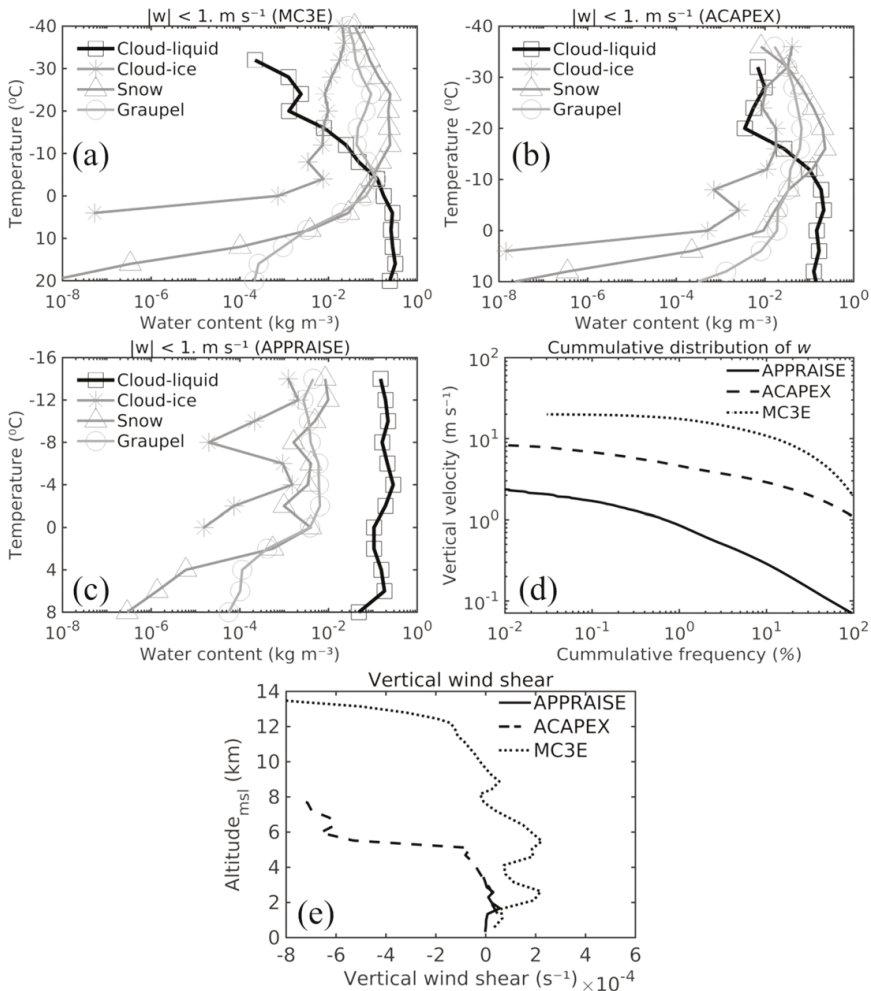 |w| < 1. m s⁻¹ (MC3E)
-40
-30
-20
-10
0
10
20
Temperature (⁰C)
Cloud-liquid
Cloud-ice
Snow
Graupel
(a)
10⁻⁸ 10⁻⁶ 10⁻⁴ 10⁻² 10⁰
Water content (kg m⁻³)
|w| < 1. m s⁻¹ (ACAPEX)
-40
-30
-20
-10
0
10
Temperature (⁰C)
Cloud-liquid
Cloud-ice
Snow
Graupel
(b)
10⁻⁸ 10⁻⁶ 10⁻⁴ 10⁻² 10⁰
Water content (kg m⁻³)
|w| < 1. m s⁻¹ (APPRAISE)
-16
-12
-8
-4
0
4
8
Temperature (⁰C)
Cloud-liquid
Cloud-ice
Snow
Graupel
(c)
10⁻⁸ 10⁻⁶ 10⁻⁴ 10⁻² 10⁰
Water content (kg m⁻³)
Cummulative distribution of w
10²
10¹
10⁰
10⁻¹
Vertical velocity (m s⁻¹)
APPRAISE
ACAPEX
MC3E
(d)
10⁻² 10⁻¹ 10⁰ 10¹ 10²
Cummulative frequency (%)
Vertical wind shear
14
12
10
8
6
4
2
0
Altitude_msl (km)
APPRAISE
ACAPEX
MC3E
(e)
-8 -6 -4 -2 0 2 4 6
Vertical wind shear (s⁻¹) ×10⁻⁴